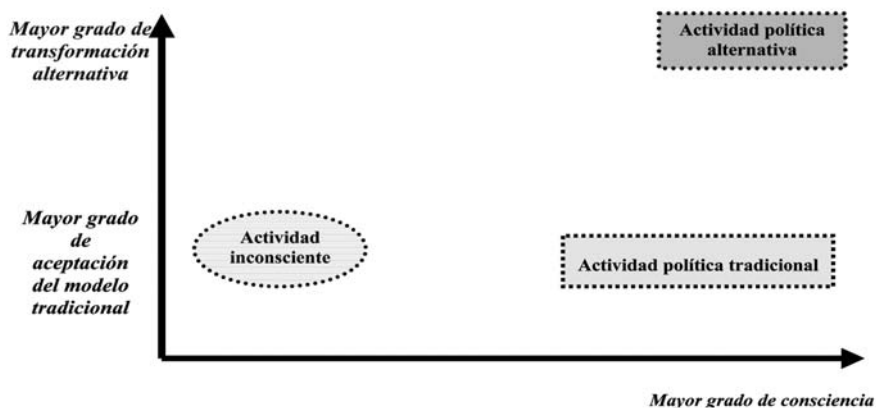 Mayor grado de
transformación
alternativa
Actividad política
alternativa
Mayor grado
de
aceptación
del modelo
tradicional
Actividad
inconsciente
Actividad política tradicional
Mayor grado de consciencia